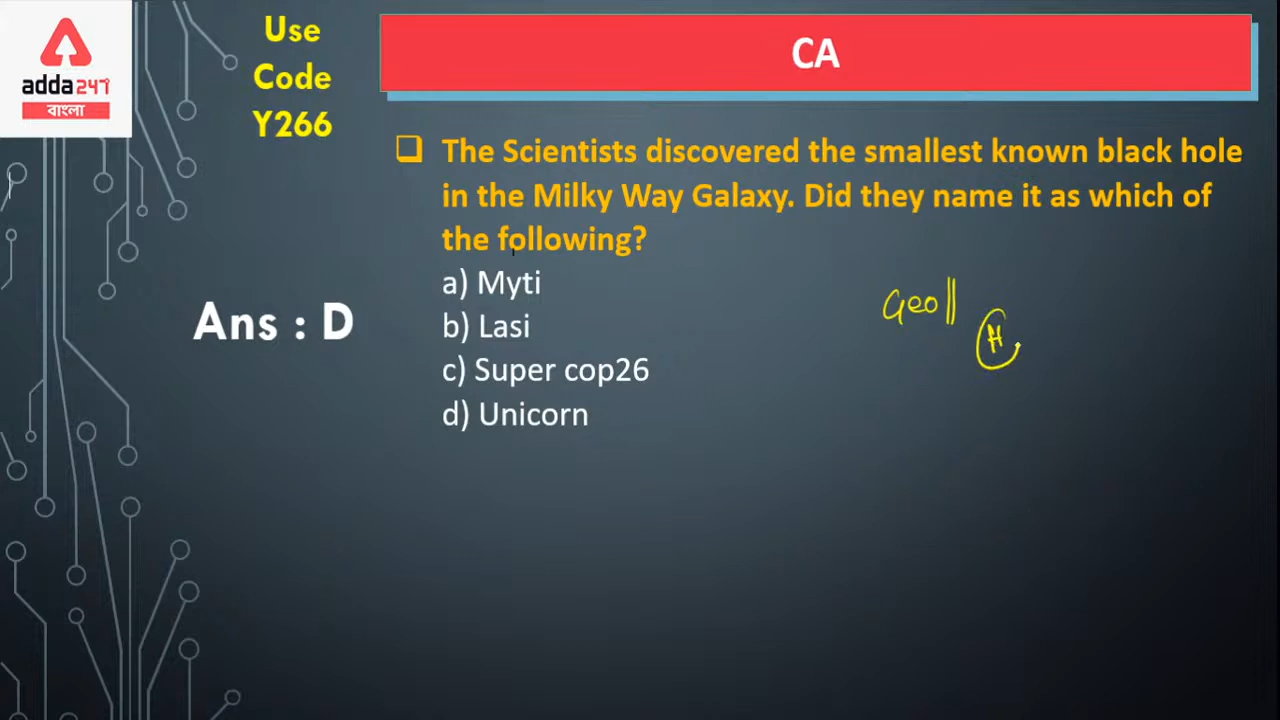 adda247
বাংলা
Use
Code
Y266
CA
❑ The Scientists discovered the smallest known black hole
in the Milky Way Galaxy. Did they name it as which of
the following?
a) Myti
b) Lasi
c) Super cop26
d) Unicorn
Ans : D
Geo
H